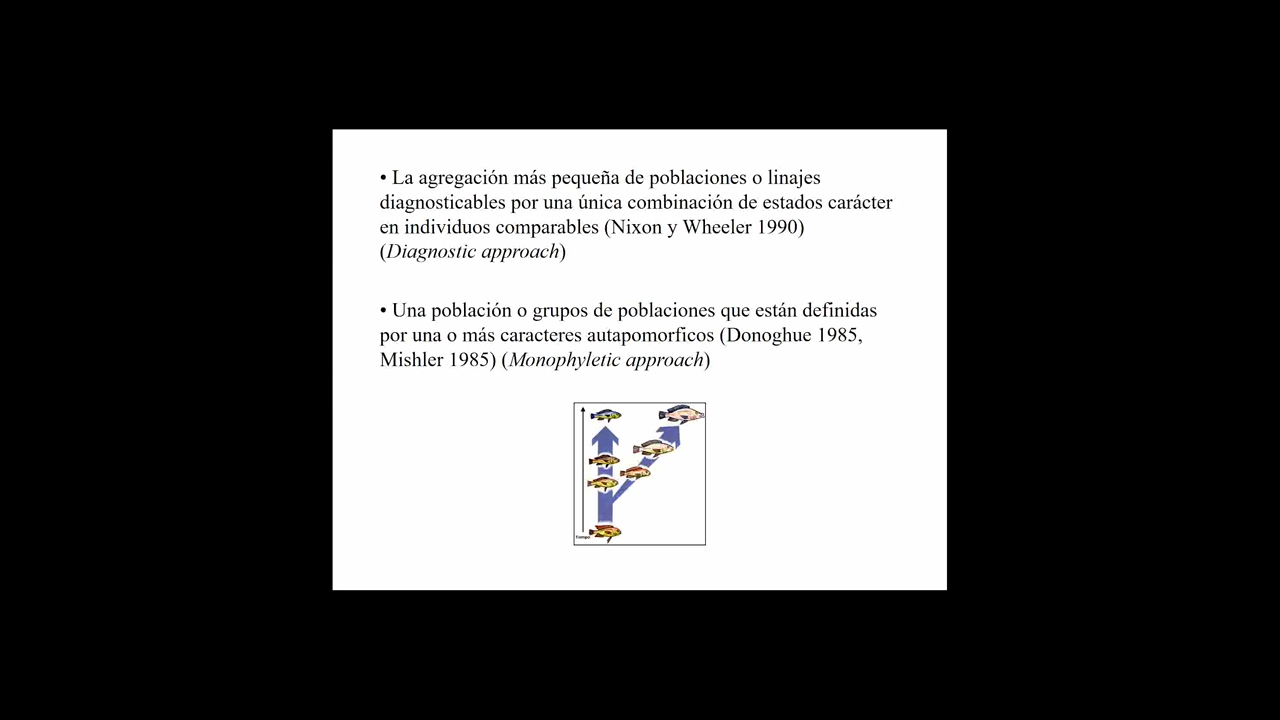 • La agregación más pequeña de poblaciones o linajes
diagnosticables por una única combinación de estados carácter
en individuos comparables (Nixon y Wheeler 1990)
(Diagnostic approach)
• Una población o grupos de poblaciones que están definidas
por una o más caracteres autapomorficos (Donoghue 1985,
Mishler 1985) (Monophyletic approach)
tiempo